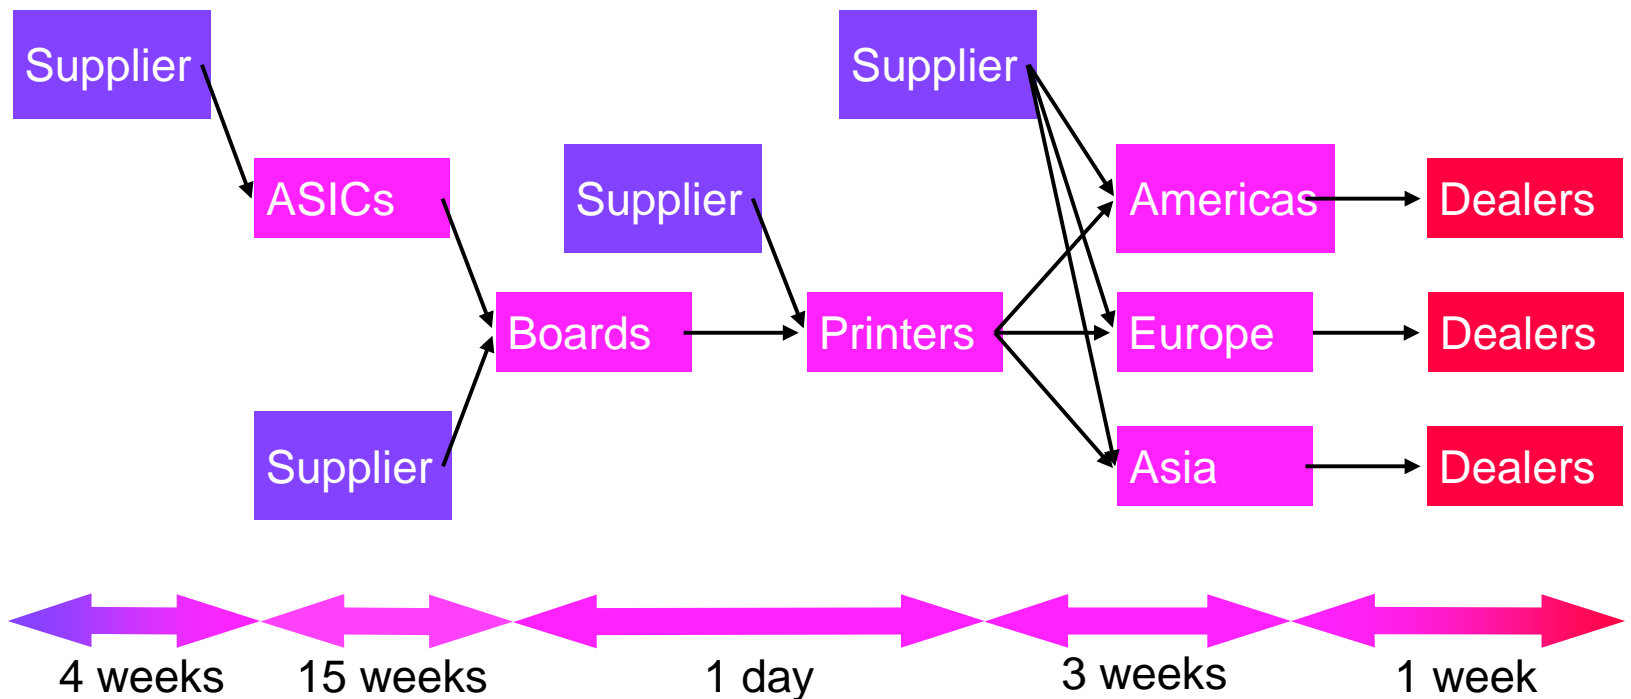 Supplier
Supplier
ASICs
Supplier
Americas
Dealers
Boards
Printers
Europe
Dealers
Supplier
Asia
Dealers
4 weeks
15 weeks
1 day
3 weeks
1 week